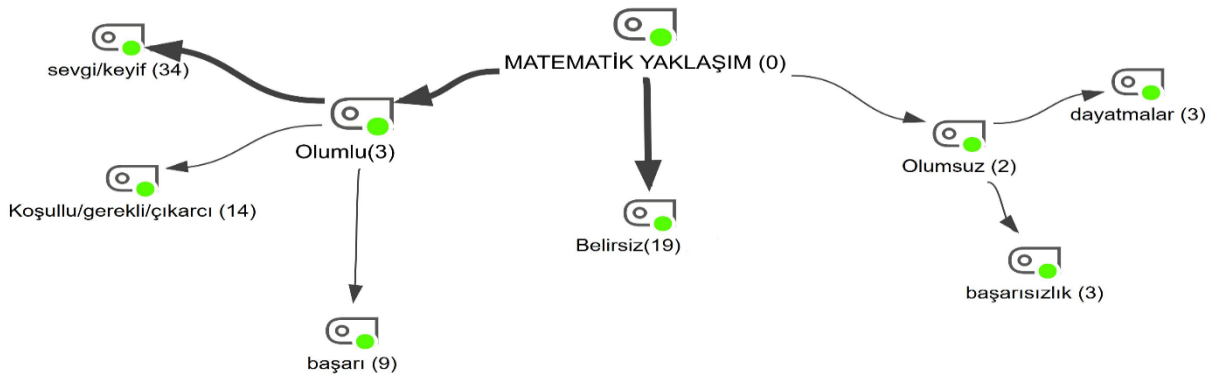 MATEMATİK YAKLAŞIM (0)
sevgi/keyif (34)
Olumlu(3)
Koşullu/gerekli/çıkarcı (14)
başarı (9)
Belirsiz(19)
Olumsuz (2)
dayatmalar (3)
başarısızlık (3)